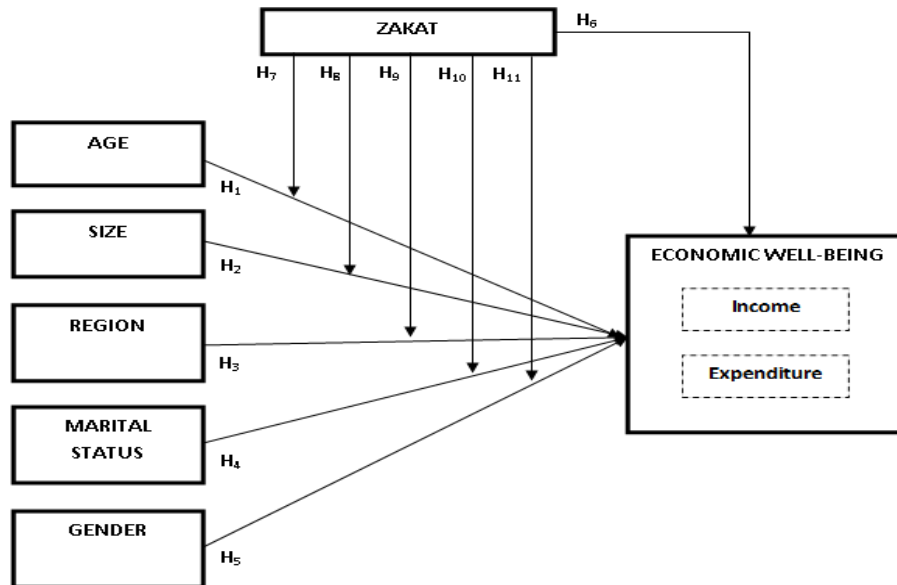 ZAKAT
H₆
H₇
H₈
H₉
H₁₀
H₁₁
AGE
H₁
SIZE
H₂
REGION
H₃
MARITAL
STATUS
H₄
GENDER
H₅
ECONOMIC WELL-BEING
Income
Expenditure